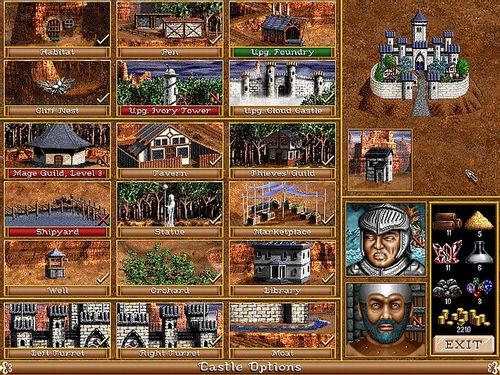 Habitat
Pen
Upg. Foundry
Cliff Nest
Upg. Ivory Tower
Upg. Cloud Castle
Mage Guild, Level 3
Tavern
Thieves' Guild
Shipyard
Statue
Marketplace
Well
Orchard
Library
Left Turret
Right Turret
Moat
Castle Options
11
6
11
6
10
5
2210
EXIT